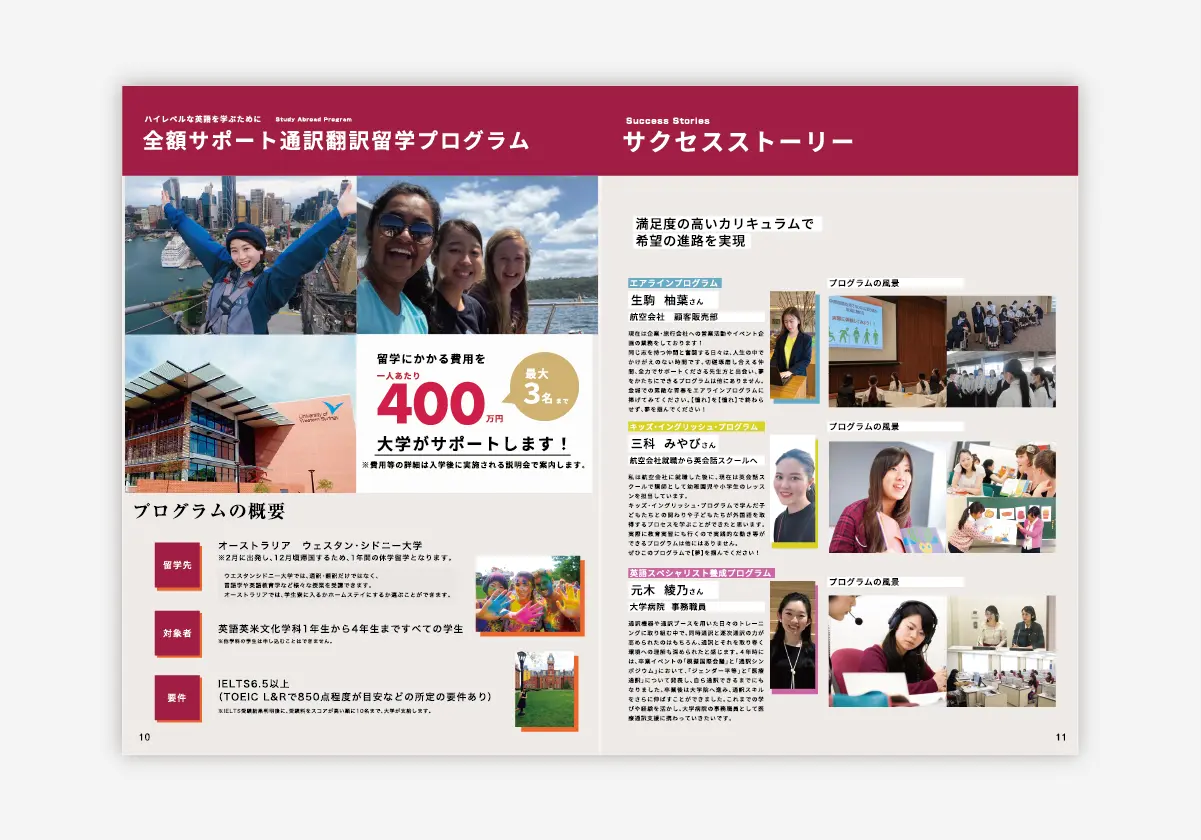 ハイレベルな英語を学ぶために Study Abroad Program
全額サポート通訳翻訳留学プログラム
University of
Western Sydney
留学にかかる費用を
一人あたり
400万円
最大
3名まで
大学がサポートします！
※費用等の詳細は入学後に実施される説明会で案内します。
プログラムの概要
留学先
オーストラリア ウェスタン・シドニー大学
※2月に出発し、12月頃帰国するため、1年間の休学留学となります。
ウエスタンシドニー大学では、通訳・翻訳だけではなく、
言語学や英語教育学など様々な授業を受講できます。
オーストラリアでは、学生寮に入るかホームステイにするか選ぶことができます。
対象者
英語英米文化学科1年生から4年生まですべての学生
※他学科の学生は申し込むことはできません。
要件
IELTS6.5以上
（TOEIC L&Rで850点程度が目安などの所定の要件あり）
※IELTS受験結果判明後に、受験料をスコアが高い順に10名まで、大学が支給します。
10
Success Stories
サクセスストーリー
満足度の高いカリキュラムで
希望の進路を実現
エアラインプログラム
生駒 柚葉さん
航空会社 顧客販売部
現在は企業・旅行会社への営業活動やイベント企
画の業務をしております！
同じ志を持つ仲間と奮闘する日々は、人生の中で
かけがえのない時間です。切磋琢磨し合える仲
間、全力でサポートくださる先生方と出会い、夢
をかたちにできるプログラムは他にありません。
金城での素敵な青春をエアラインプログラムに
捧げてみてください。【憧れ】を【憧れ】で終わら
せず、夢を掴んでください！
プログラムの風景
キッズ・イングリッシュ・プログラム
三科 みやびさん
航空会社就職から英会話スクールへ
私は航空会社に就職した後に、現在は英会話ス
クールで講師として幼稚園児や小学生のレッス
ンを担当しています。
キッズ・イングリッシュ・プログラムで学んだ子
どもたちとの関わりや子どもたちが外国語を取
得するプロセスを学ぶことができたと思います。
実際に教育実習にも行くので実践的な動き等が
できるプログラムは他にはありません。
ぜひこのプログラムで【夢】を掴んでください！
プログラムの風景
英語スペシャリスト養成プログラム
元木 綾乃さん
大学病院 事務職員
通訳機器や通訳ブースを用いた日々のトレーニ
ングに取り組む中で、同時通訳と逐次通訳の力が
高められたのはもちろん、通訳とそれを取り巻く
環境への理解も深められたと感じます。4年時に
は、卒業イベントの「模擬国際会議」と「通訳シン
ポジウム」において、「ジェンダー平等」と「医療
通訳」について発表し、自ら通訳できるまでにも
なりました。卒業後は大学院へ進み、通訳スキル
をさらに伸ばすことができました。これまでの学
びや経験を活かし、大学病院の事務職員として医
療通訳支援に携わっていきたいです。
プログラムの風景
11